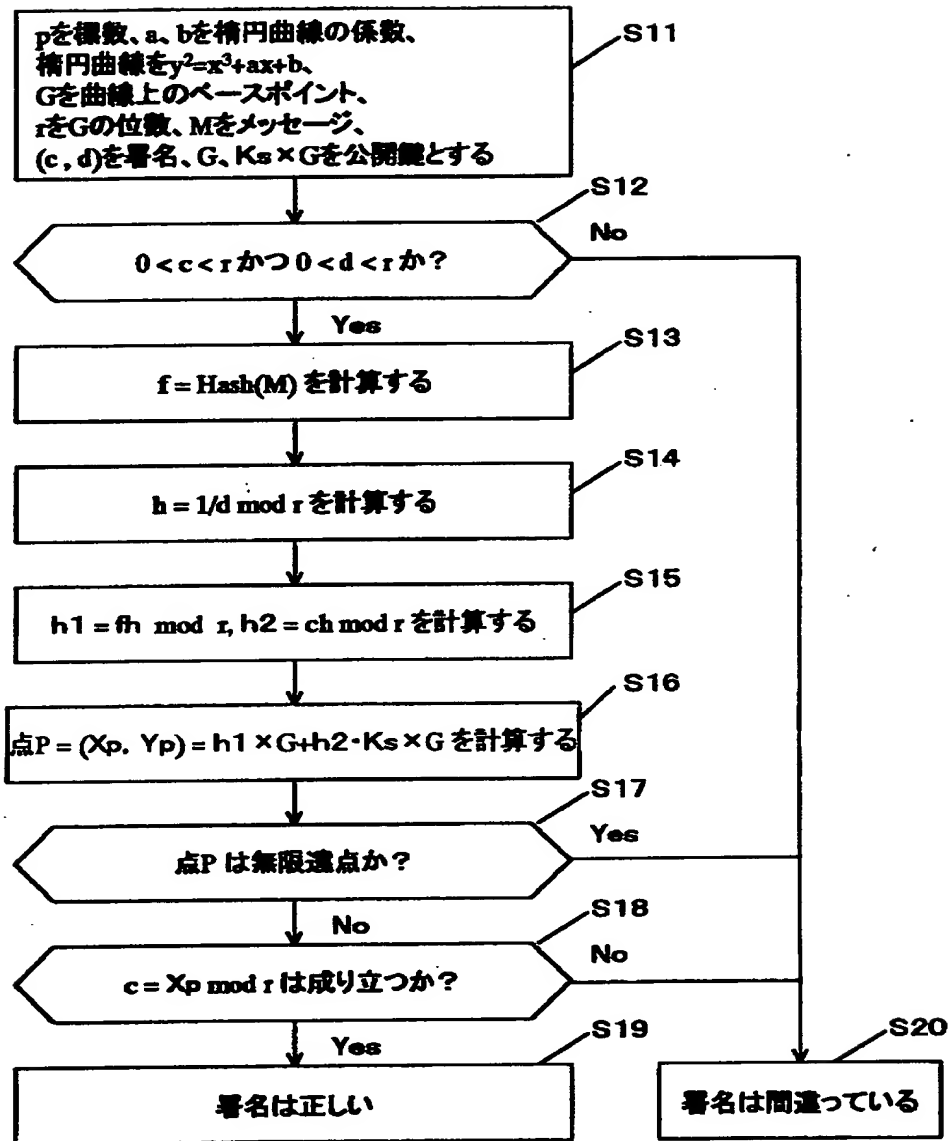 pを標数、a、bを楕円曲線の係数、
楕円曲線をy²=x³+ax+b、
Gを曲線上のベースポイント、
rをGの位数、Mをメッセージ、
(c , d)を署名、G、Ks×Gを公開鍵とする
S11
S12
0 < c < r かつ 0 < d < r か?
No
Yes
S13
f = Hash(M) を計算する
S14
h = 1/d mod r を計算する
S15
h1 = fh mod r, h2 = ch mod r を計算する
S16
点P = (Xp, Yp) = h1×G+h2・Ks×G を計算する
S17
点P は無限遠点か?
Yes
No
S18
c = Xp mod r は成り立つか?
No
Yes
S19
署名は正しい
S20
署名は間違っている